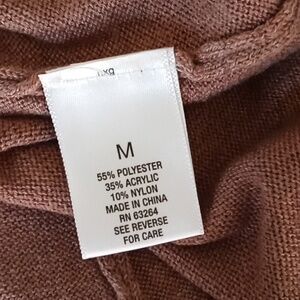 M
55% POLYESTER
35% ACRYLIC
10% NYLON
MADE IN CHINA
RN 63264
SEE REVERSE
FOR CARE